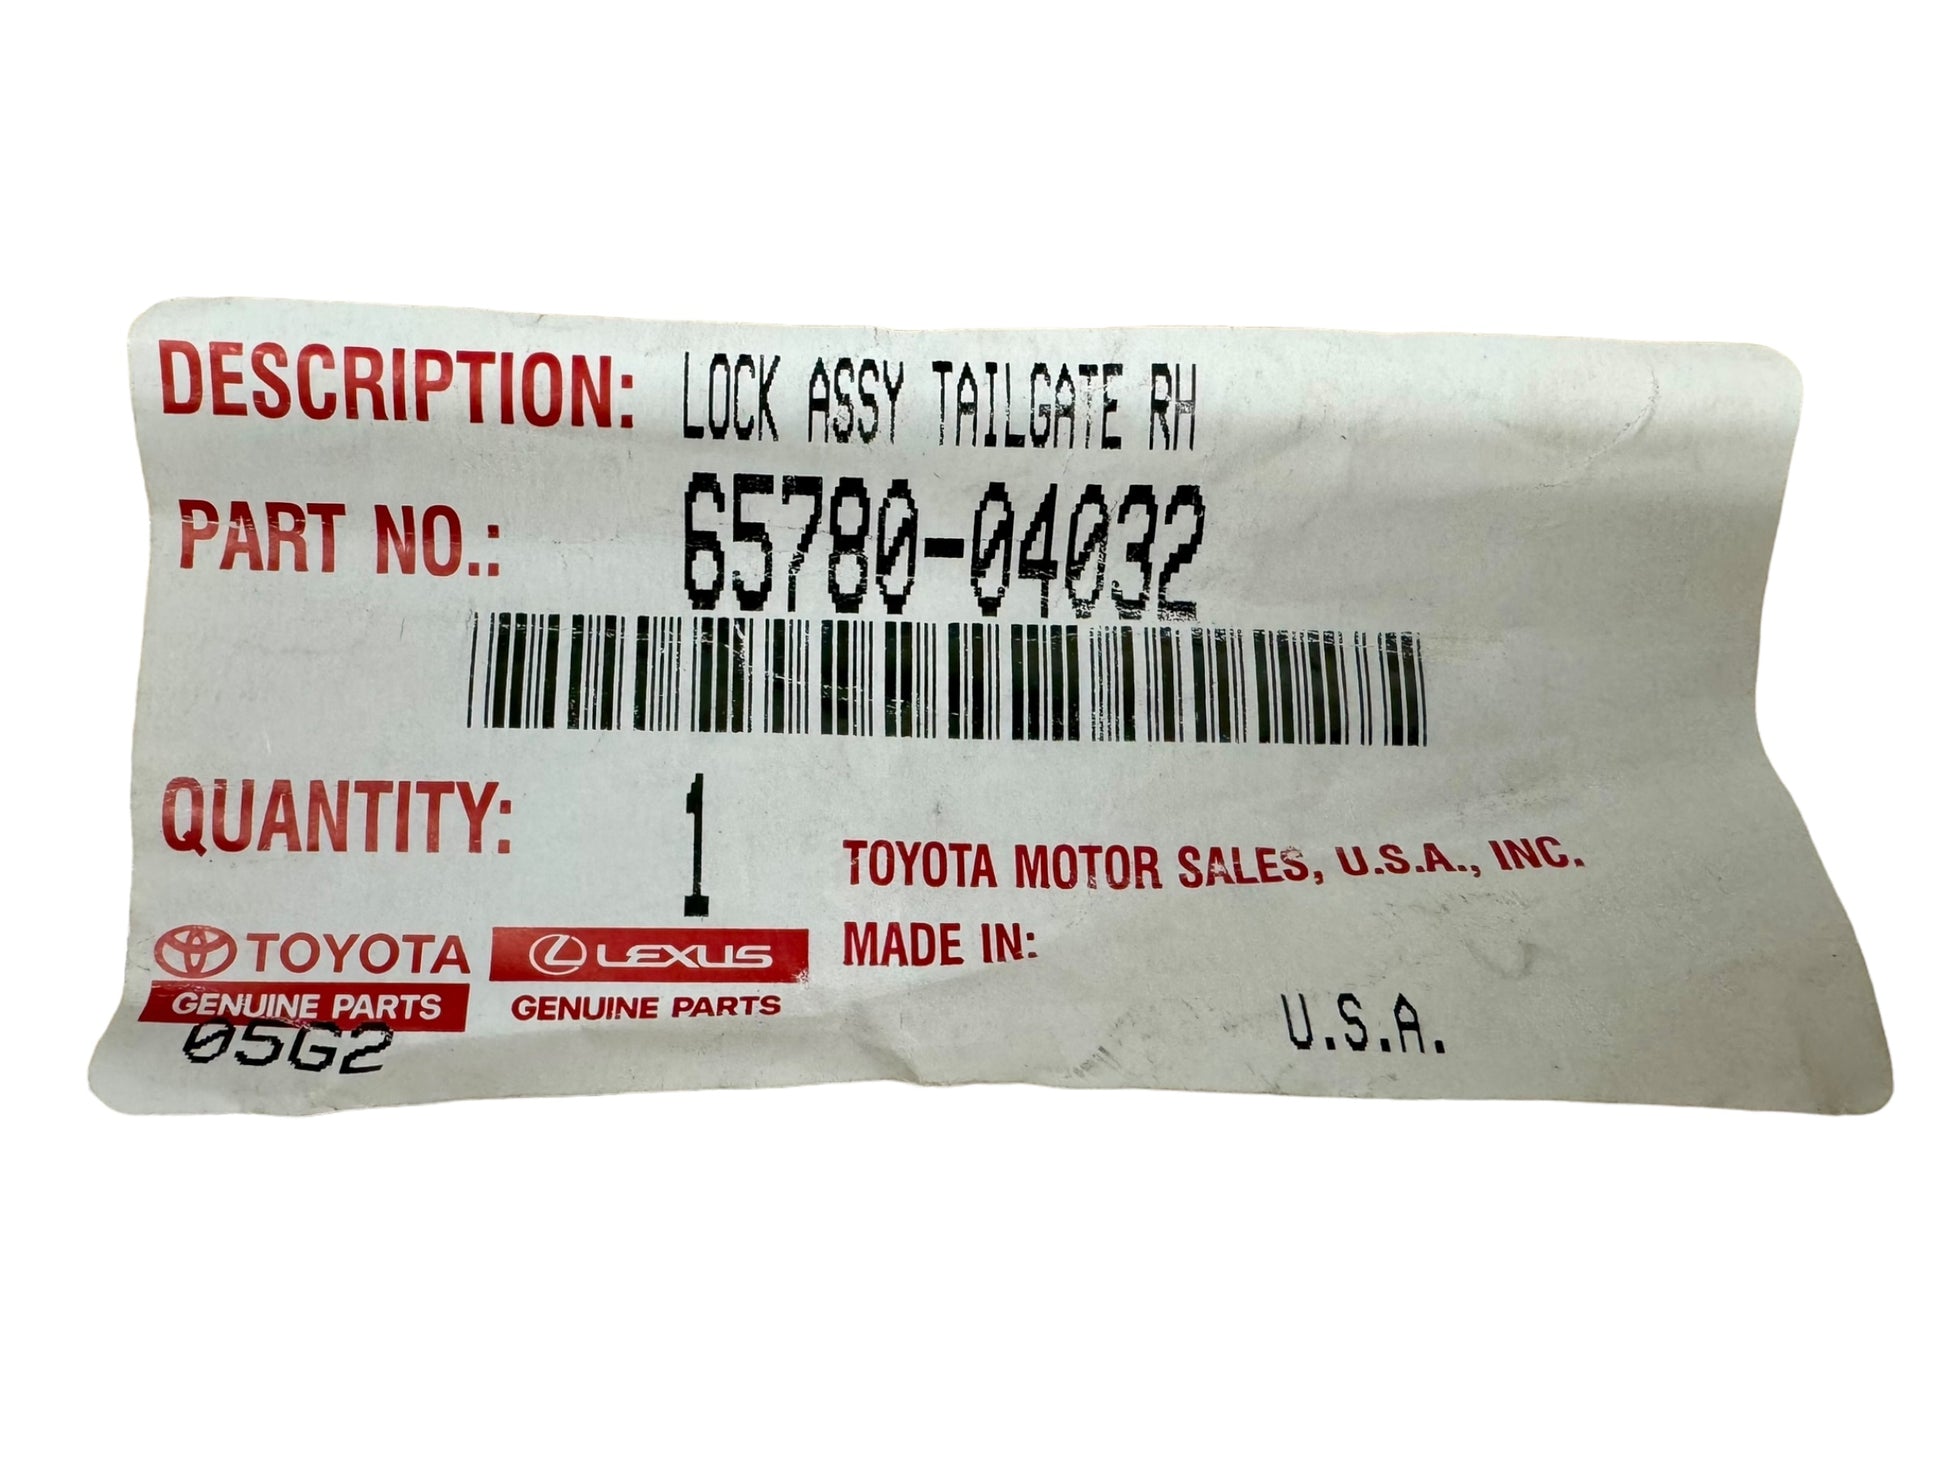 DESCRIPTION: LOCK ASSY TAILGATE RH
PART NO.: 65780-04032
QUANTITY: 1
TOYOTA MOTOR SALES, U.S.A., INC.
TOYOTA LEXUS MADE IN:
GENUINE PARTS GENUINE PARTS
05G2 U.S.A.